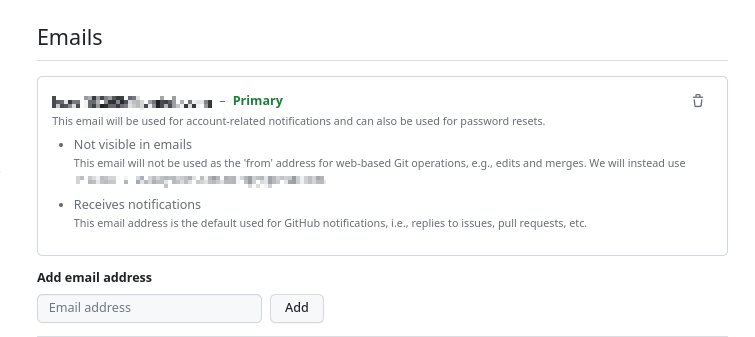 Emails
– Primary
This email will be used for account-related notifications and can also be used for password resets.
• Not visible in emails
This email will not be used as the 'from' address for web-based Git operations, e.g., edits and merges. We will instead use
• Receives notifications
This email address is the default used for GitHub notifications, i.e., replies to issues, pull requests, etc.
Add email address
Email address Add